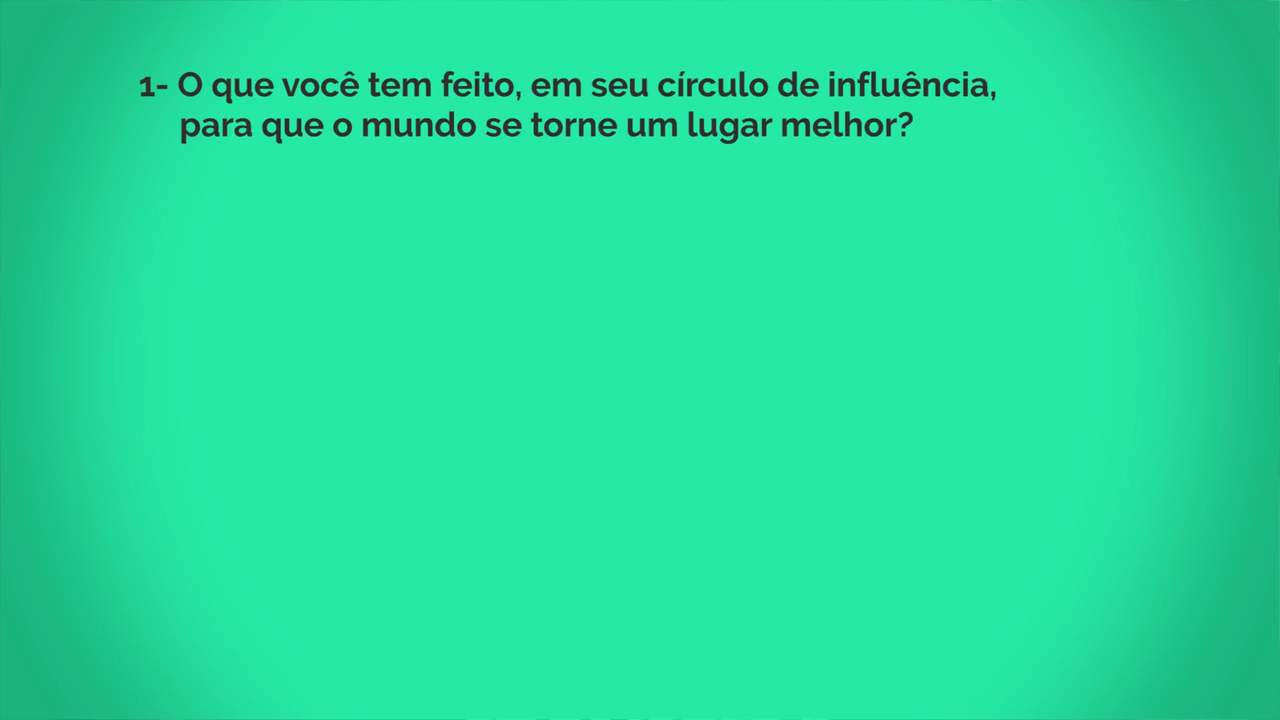 1- O que você tem feito, em seu círculo de influência,
para que o mundo se torne um lugar melhor?